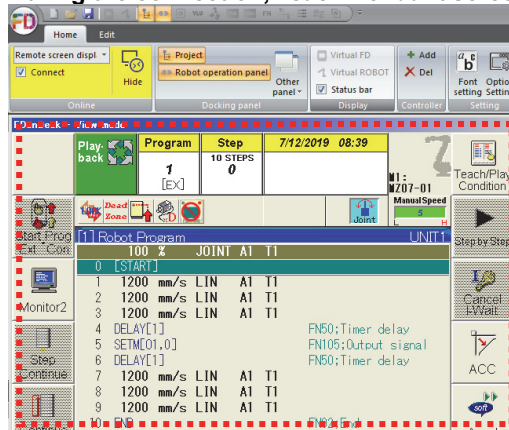 FD
Home
Edit
Remote screen displ
Connect
Hide
Online
Project
Robot operation panel
Other
panel
Docking panel
Virtual FD
Virtual ROBOT
Status bar
Display
Add
Del
Controller
Font
setting
Setting
Play-
back
Program
1
[EX]
Step
10 STEPS
0
7/12/2019 08:39
M1:
MZ07-01
Teach/Play
Condition
Dead
Zone
Joint
Manual Speed
5
L H
Start Prog
Ext Con
[1] Robot Program UNIT1
100 % JOINT A1 T1
0 [START]
1 1200 mm/s LIN A1 T1
2 1200 mm/s LIN A1 T1
3 1200 mm/s LIN A1 T1
4 DELAY[1] FN50;Timer delay
5 SETM[O1,0] FN105;Output signal
6 DELAY[1] FN50;Timer delay
7 1200 mm/s LIN A1 T1
8 1200 mm/s LIN A1 T1
9 1200 mm/s LIN A1 T1
10 END FN92;End
Monitor2
Step
Continue
Step by Step
Cancel
I-Wait
ACC
soft